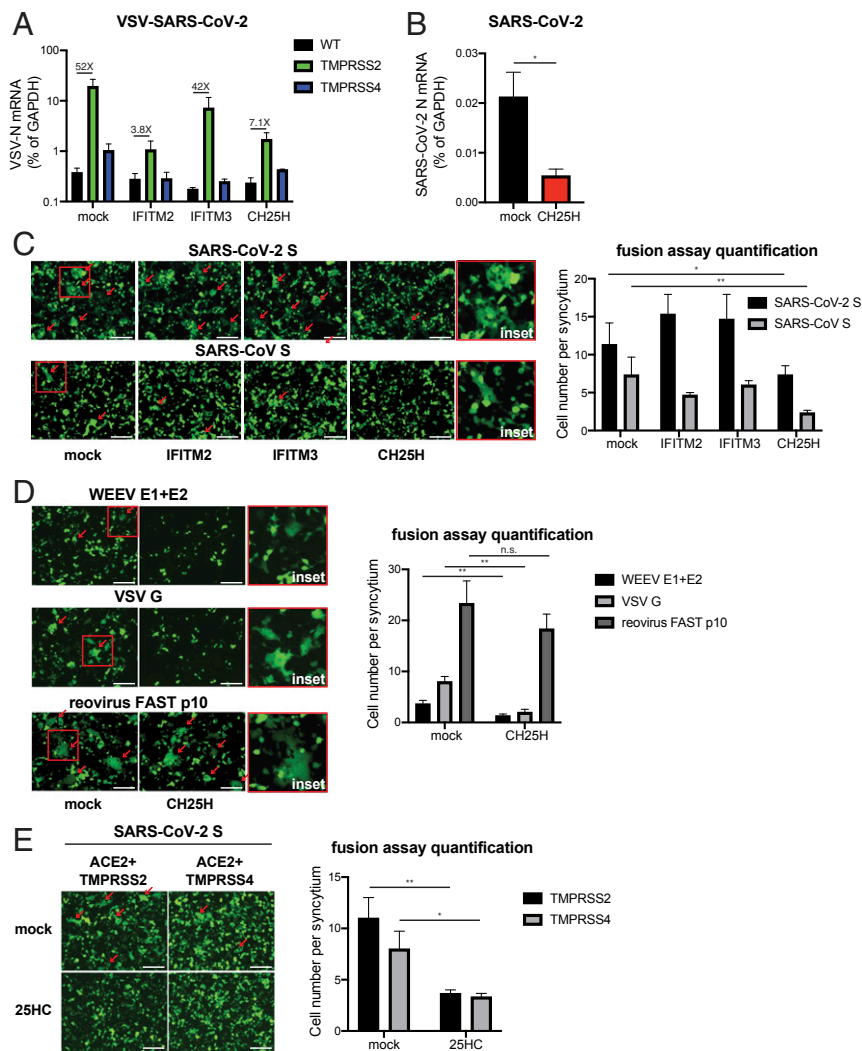 A
VSV-SARS-CoV-2
WT
TMPRSS2
TMPRSS4
VSV-N mRNA
(% of GAPDH)
100
10
1
0.1
52X
3.8X
42X
7.1X
mock
IFITM2
IFITM3
CH25H
B
SARS-CoV-2
SARS-CoV-2 N mRNA
(% of GAPDH)
0.03
0.02
0.01
0.00
*
mock
CH25H
C
SARS-CoV-2 S
inset
SARS-CoV S
inset
mock
IFITM2
IFITM3
CH25H
fusion assay quantification
Cell number per syncytium
20
15
10
5
0
*
**
SARS-CoV-2 S
SARS-CoV S
mock
IFITM2
IFITM3
CH25H
D
WEEV E1+E2
inset
VSV G
inset
reovirus FAST p10
inset
mock
CH25H
fusion assay quantification
Cell number per syncytium
30
20
10
0
n.s.
**
**
WEEV E1+E2
VSV G
reovirus FAST p10
mock
CH25H
E
SARS-CoV-2 S
ACE2+
TMPRSS2
ACE2+
TMPRSS4
mock
25HC
fusion assay quantification
Cell number per syncytium
15
10
5
0
**
*
TMPRSS2
TMPRSS4
mock
25HC